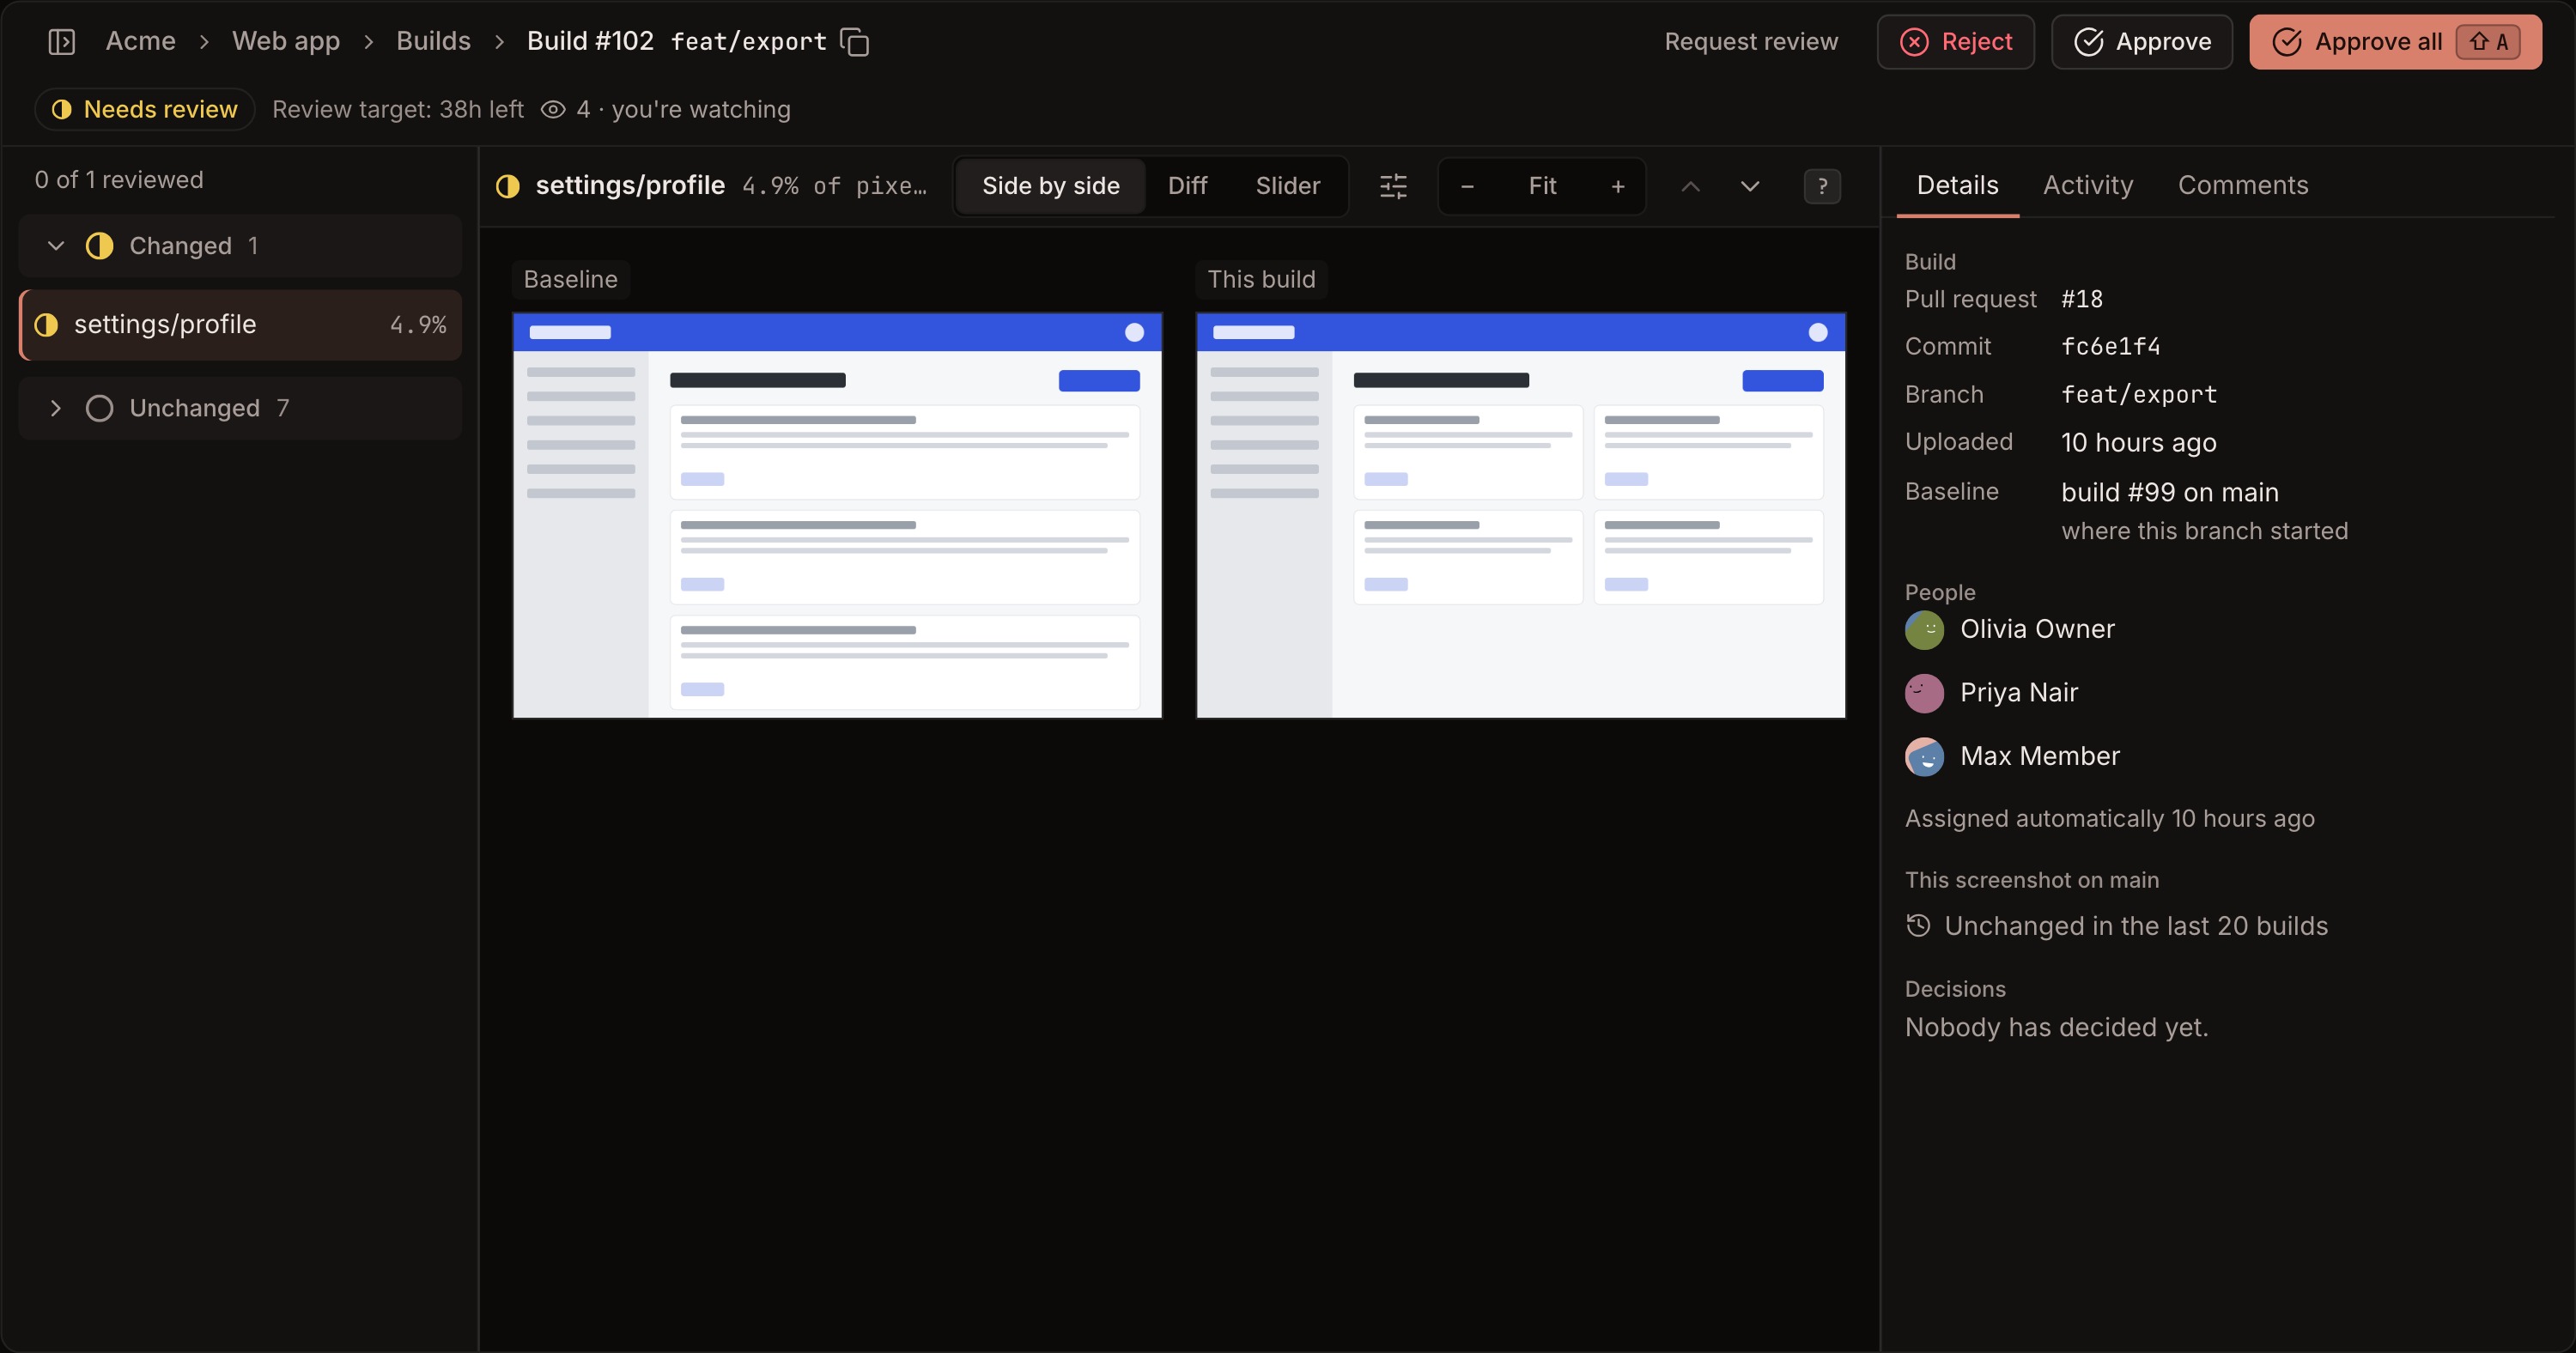 Acme > Web app > Builds > Build #102 feat/export
Request review
Reject
Approve
Approve all ⇧ A
Needs review
Review target: 38h left
4 · you're watching
0 of 1 reviewed
Changed 1
settings/profile 4.9%
Unchanged 7
settings/profile 4.9% of pixe…
Side by side
Diff
Slider
− Fit +
?
Baseline
This build
Details
Activity
Comments
Build
Pull request #18
Commit fc6e1f4
Branch feat/export
Uploaded 10 hours ago
Baseline build #99 on main
where this branch started
People
Olivia Owner
Priya Nair
Max Member
Assigned automatically 10 hours ago
This screenshot on main
Unchanged in the last 20 builds
Decisions
Nobody has decided yet.